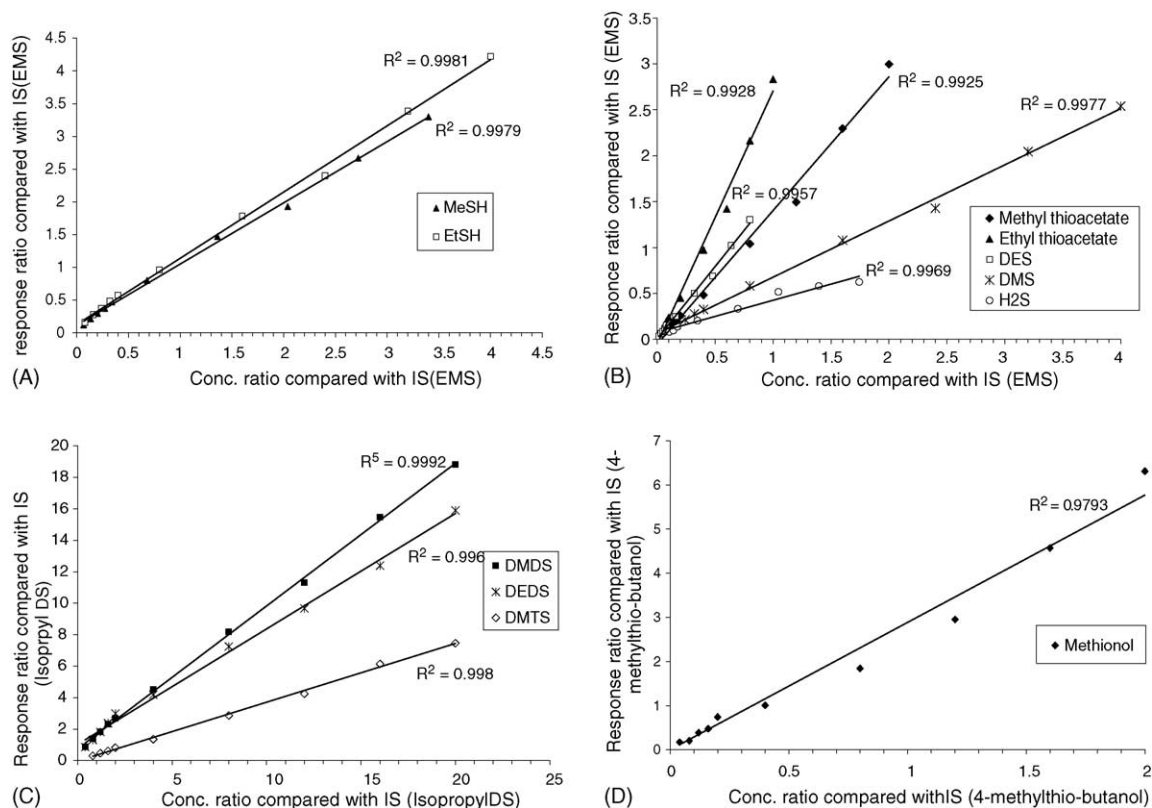 4.5
4
3.5
3
2.5
2
1.5
1
0.5
0
response ratio compared with IS(EMS)
R2 = 0.9981
R2 = 0.9979
MeSH
EtSH
0 0.5 1 1.5 2 2.5 3 3.5 4 4.5
(A) Conc. ratio compared with IS(EMS)
3.5
3
2.5
2
1.5
1
0.5
0
Responce ratio compared with IS (EMS)
R2 = 0.9928
R2 = 0.9925
R2 = 0.9977
R2 = 0.9957
R2 = 0.9969
Methyl thioacetate
Ethyl thioacetate
DES
DMS
H2S
0 0.5 1 1.5 2 2.5 3 3.5 4
(B) Conc. ratio compared with IS (EMS)
20
18
16
14
12
10
8
6
4
2
0
Response ratio compared with IS
(Isoprpyl DS)
R5 = 0.9992
R2 = 0.996
R2 = 0.998
DMDS
DEDS
DMTS
0 5 10 15 20 25
(C) Conc. ratio compared with IS (IsopropylDS)
7
6
5
4
3
2
1
0
Response ratio compared with IS (4-
methylthio-butanol)
R2 = 0.9793
Methionol
0 0.5 1 1.5 2
(D) Conc. ratio compared withIS (4-methylthio-butanol)